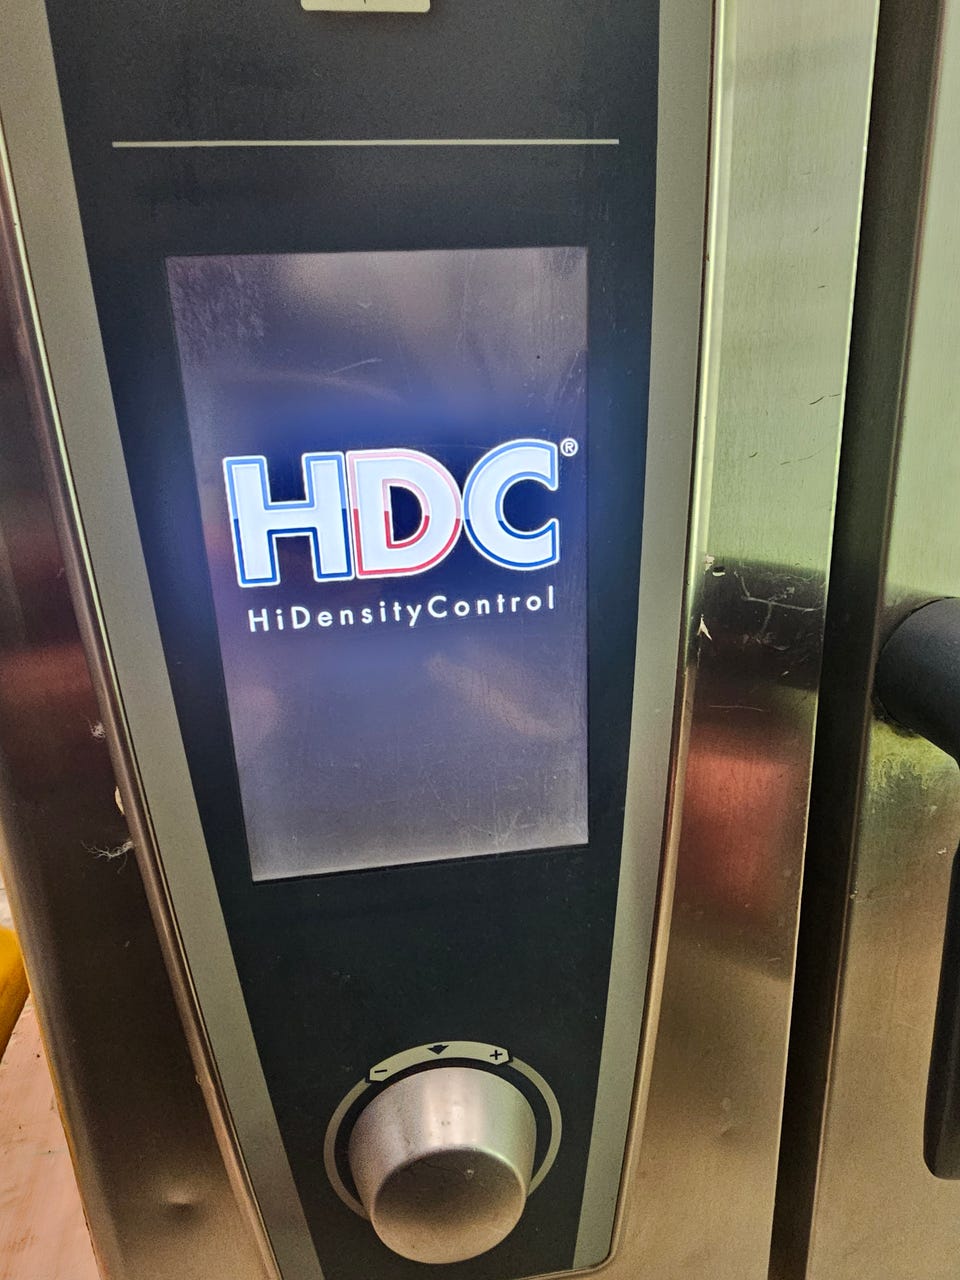 HDC®
HiDensityControl
- +